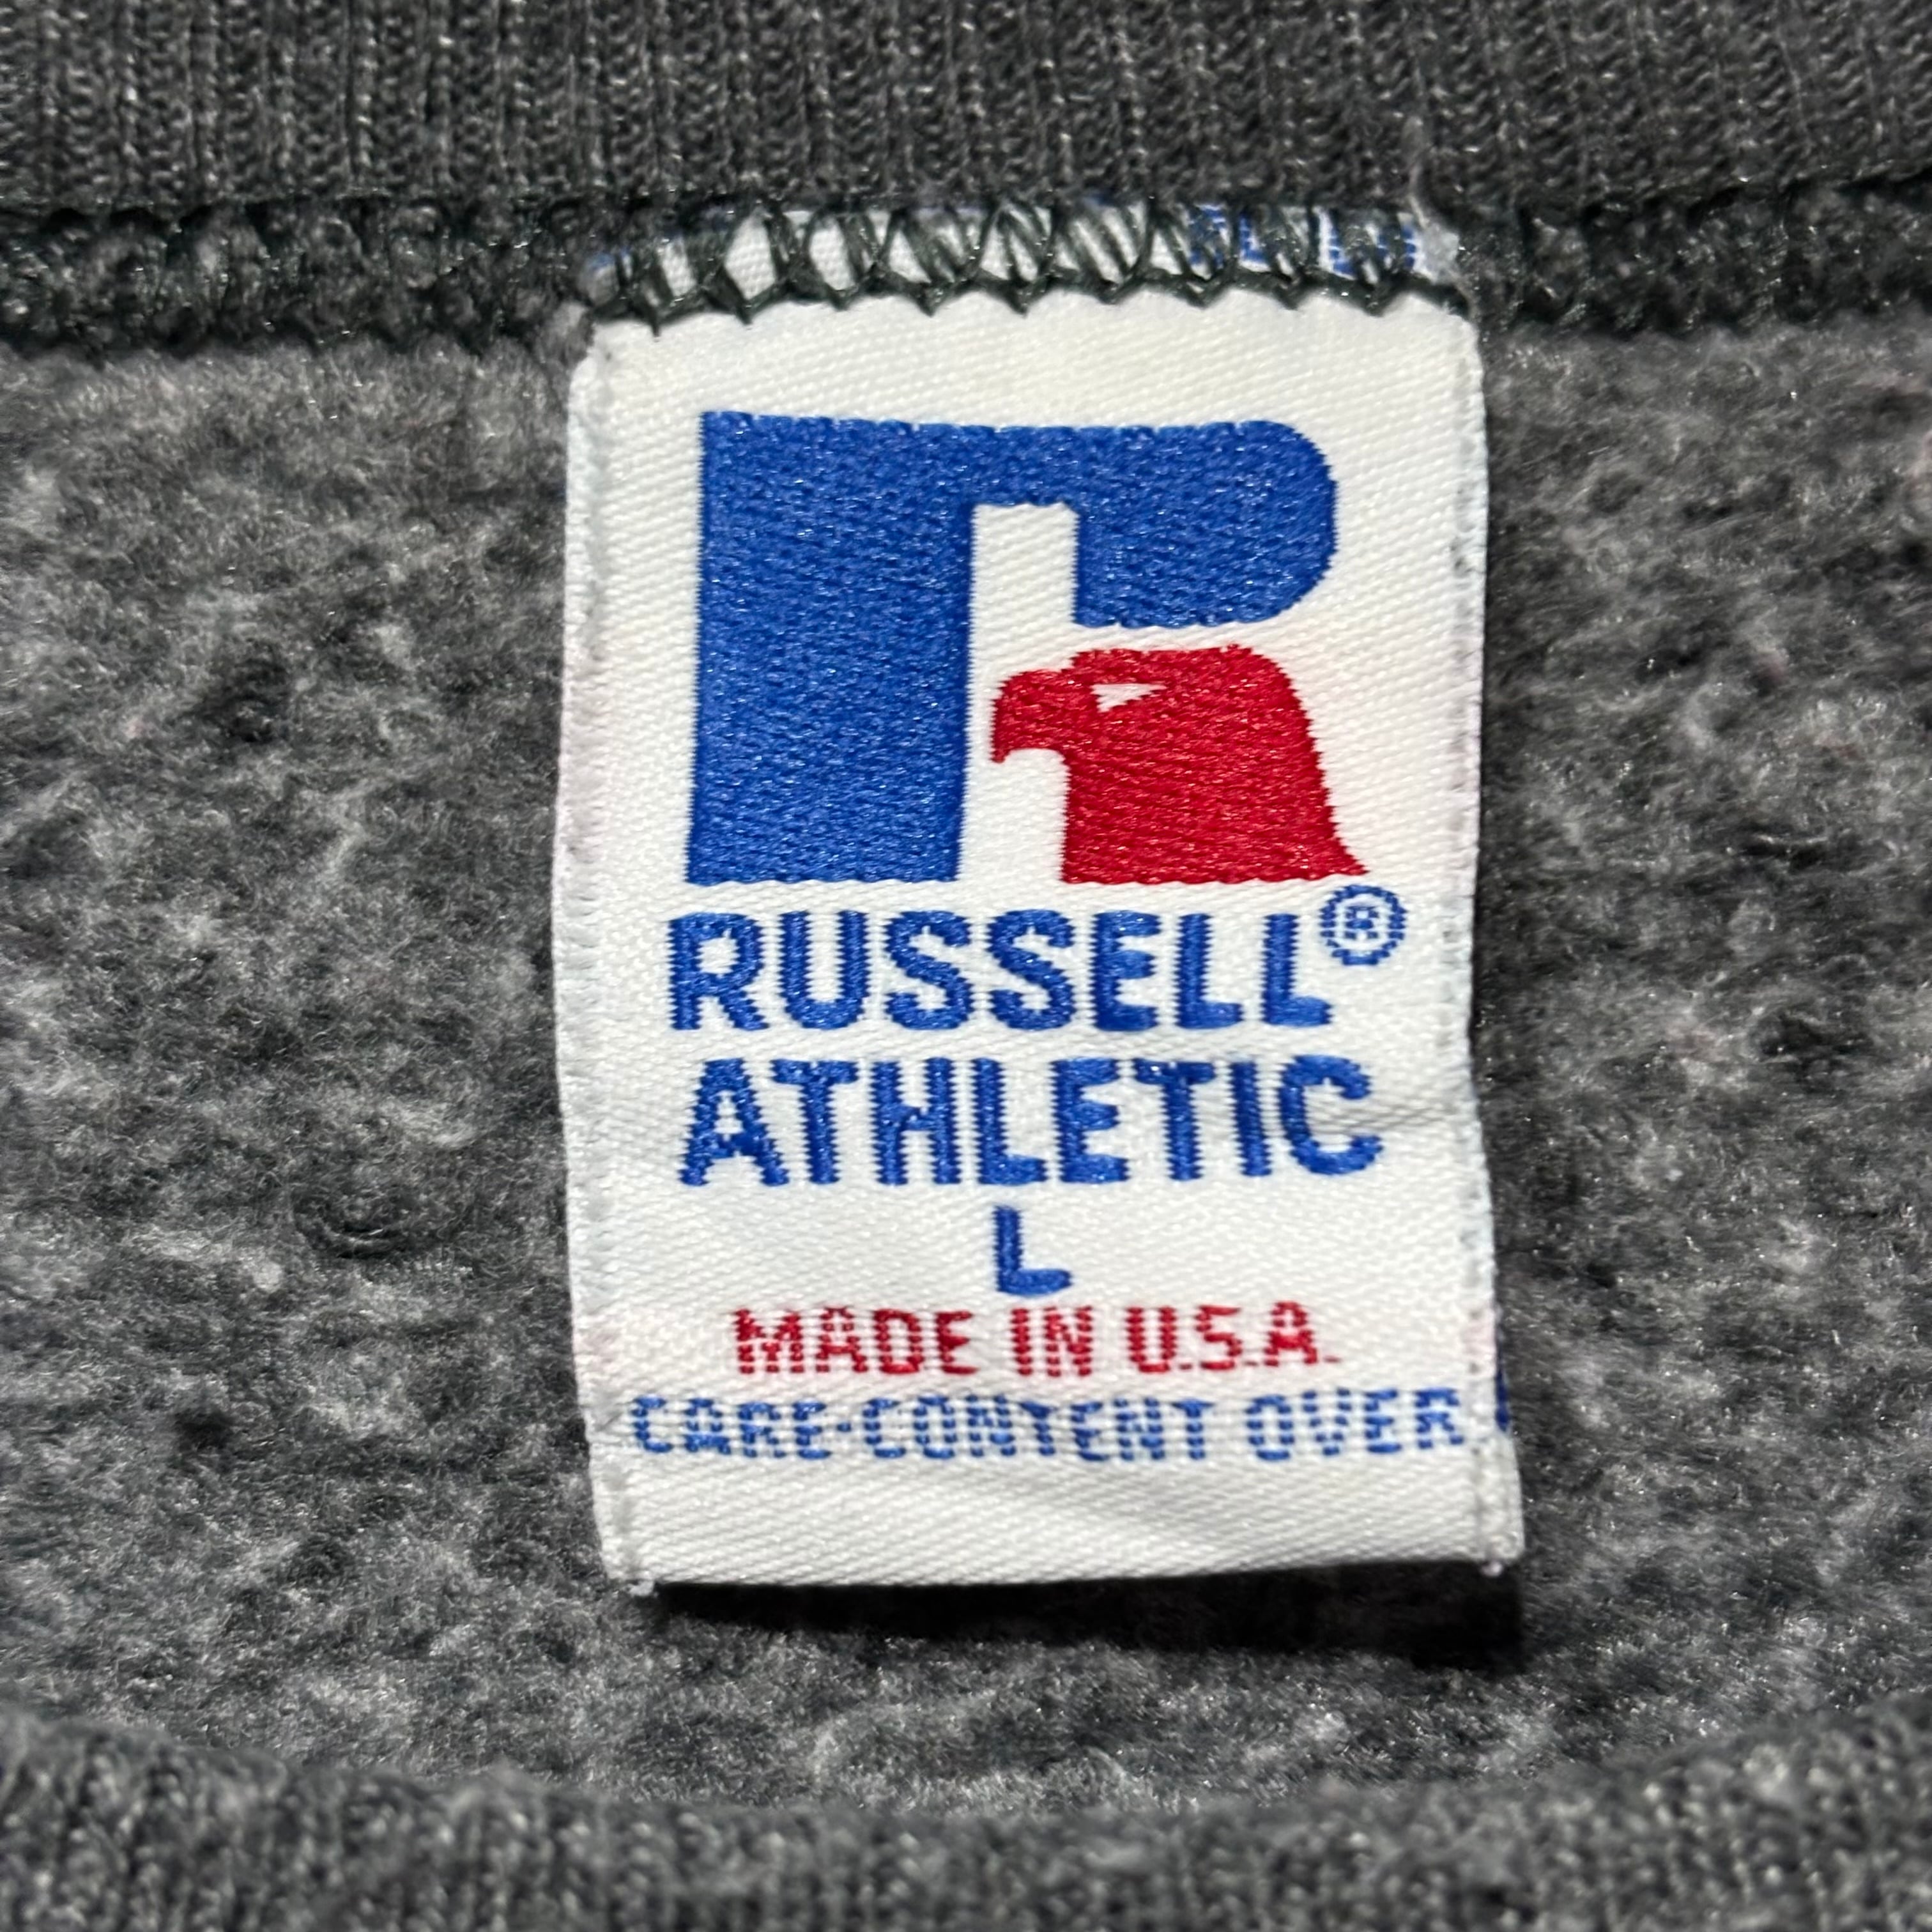 RUSSELL®
ATHLETIC
L
MADE IN U.S.A.
CARE·CONTENT OVER